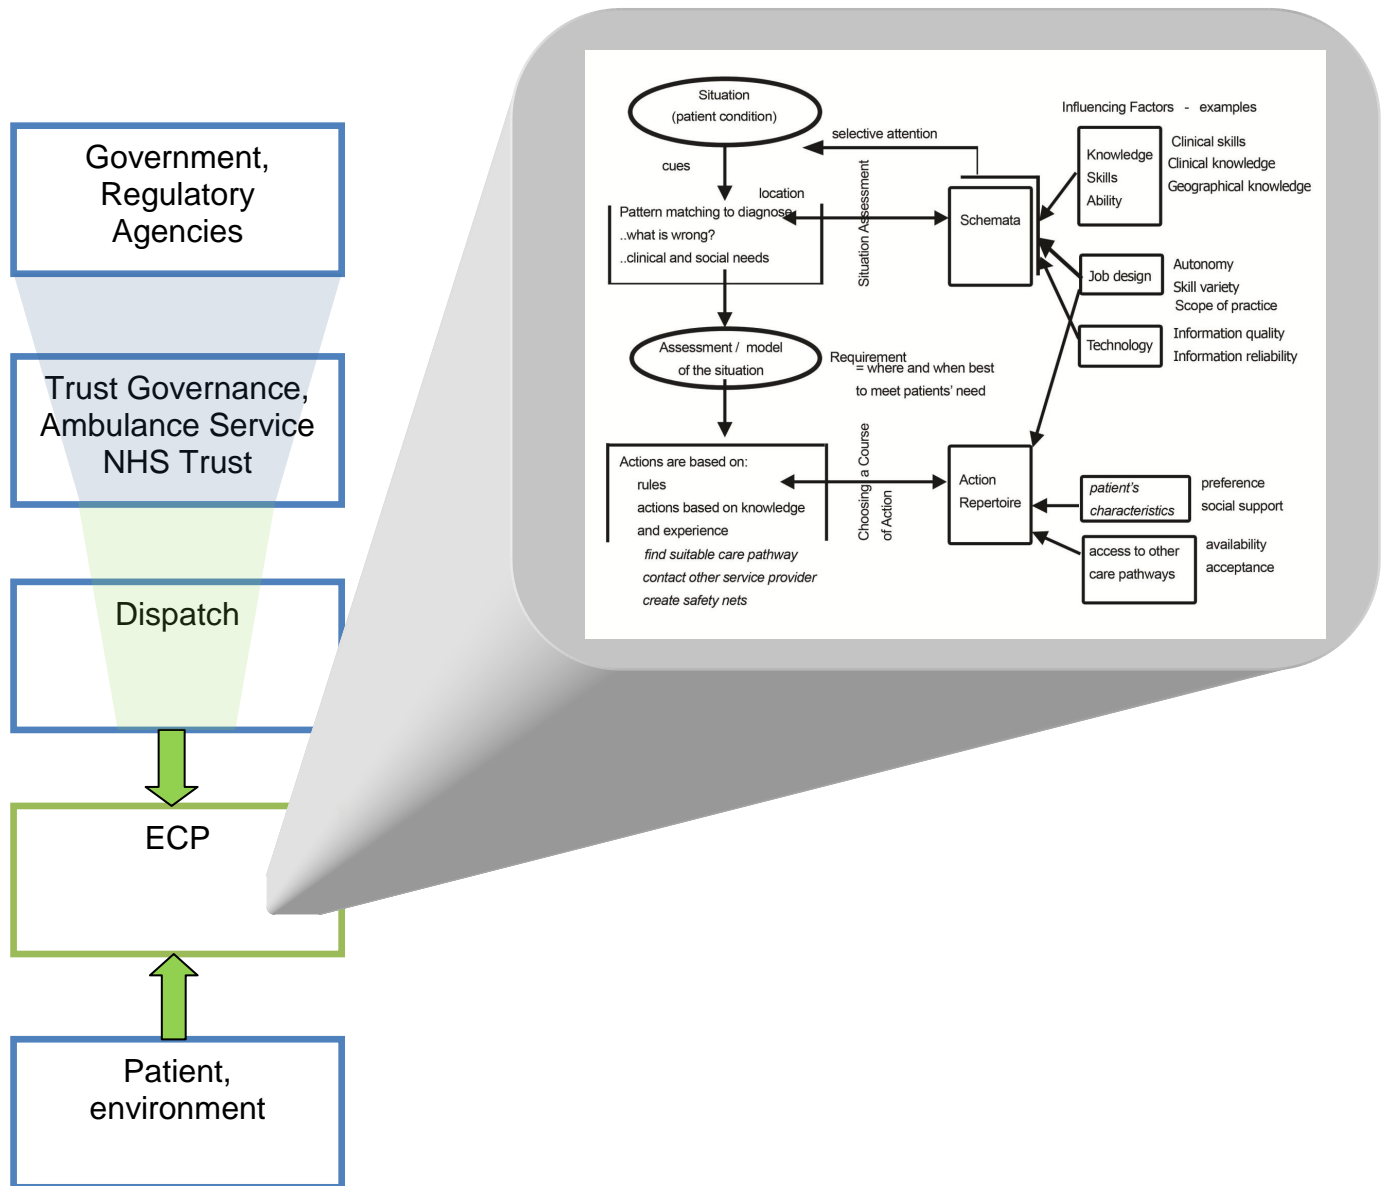 Government,
Regulatory
Agencies
Trust Governance,
Ambulance Service
NHS Trust
Dispatch
ECP
Patient,
environment
Situation
(patient condition)
cues
selective attention
location
Pattern matching to diagnose
..what is wrong?
..clinical and social needs
Situation Assessment
Schemata
Influencing Factors - examples
Knowledge
Skills
Ability
Clinical skills
Clinical knowledge
Geographical knowledge
Job design
Autonomy
Skill variety
Scope of practice
Technology
Information quality
Information reliability
Assessment / model
of the situation
Requirement
= where and when best
to meet patients' need
Actions are based on:
rules
actions based on knowledge
and experience
find suitable care pathway
contact other service provider
create safety nets
Choosing a Course
of Action
Action
Repertoire
patient's
characteristics
preference
social support
access to other
care pathways
availability
acceptance